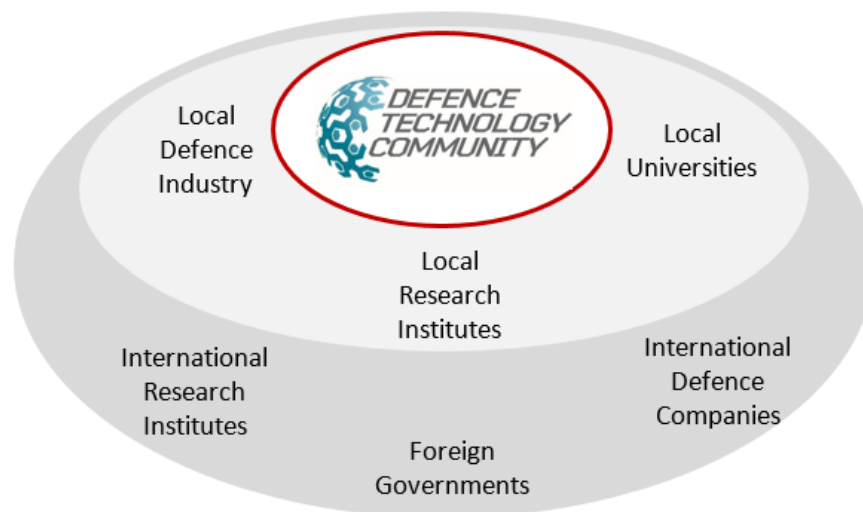 DEFENCE
TECHNOLOGY
COMMUNITY
Local
Defence
Industry
Local
Universities
Local
Research
Institutes
International
Research
Institutes
International
Defence
Companies
Foreign
Governments